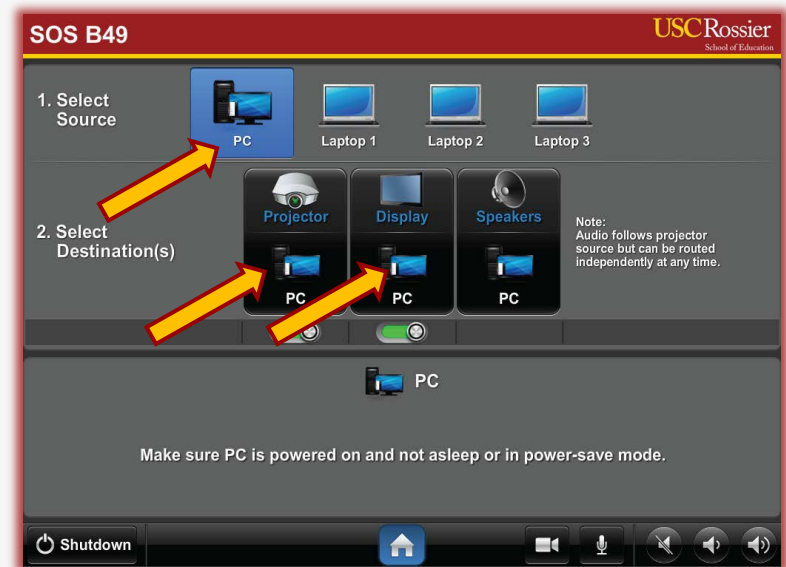 SOS B49
USC Rossier
School of Education
1. Select
Source
PC
Laptop 1
Laptop 2
Laptop 3
2. Select
Destination(s)
Projector
Display
Speakers
PC
PC
PC
Note:
Audio follows projector
source but can be routed
independently at any time.
PC
Make sure PC is powered on and not asleep or in power-save mode.
Shutdown